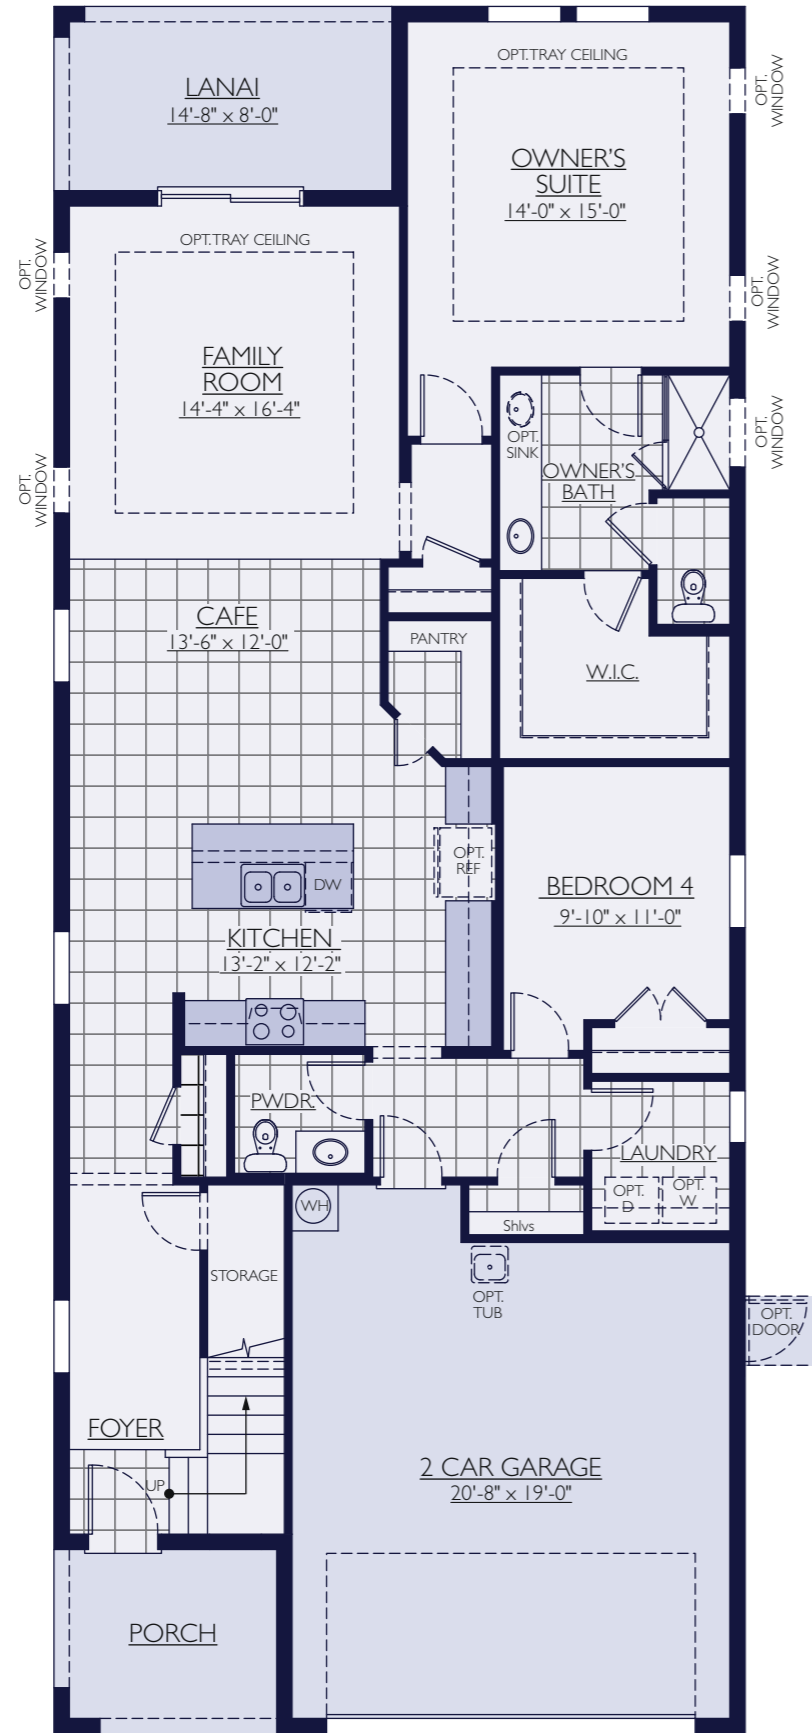 LANAI
14'-8" x 8'-0"
OPT.TRAY CEILING
OWNER'S
SUITE
14'-0" x 15'-0"
OPT.
WINDOW
OPT.
WINDOW
OPT.
WINDOW
OPT.TRAY CEILING
FAMILY
ROOM
14'-4" x 16'-4"
OPT.
WINDOW
OPT.
WINDOW
OPT.
SINK
OWNER'S
BATH
CAFE
13'-6" x 12'-0"
PANTRY
W.I.C.
OPT.
REF
DW
BEDROOM 4
9'-10" x 11'-0"
KITCHEN
13'-2" x 12'-2"
PWDR.
LAUNDRY
OPT.
D
OPT.
W
WH
Shlvs
STORAGE
OPT.
TUB
OPT.
DOOR
FOYER
UP
2 CAR GARAGE
20'-8" x 19'-0"
PORCH